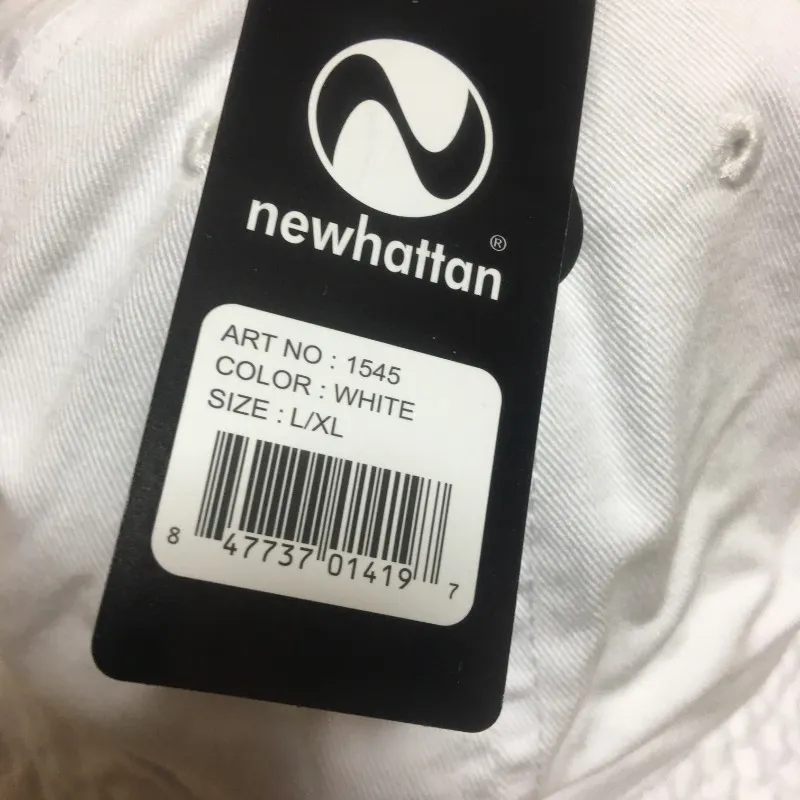 newhattan®
ART NO : 1545
COLOR : WHITE
SIZE : L/XL
8 47737 01419 7